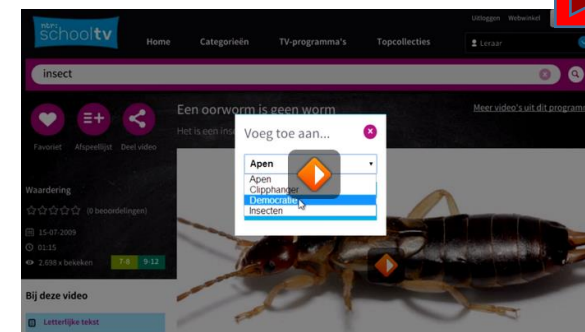 Uitloggen Webwinkel
ntr:
schooltv
Home Categorieën TV-programma's Topcollecties
Leraar
insect
Een oorworm is geen worm
Meer video's uit dit program
Het is een inse
Voeg toe aan...
Favoriet Afspeellijst Deel video
Apen
Apen
Clipphanger
Democratie
Insecten
Waardering
(0 beoordelingen)
15-07-2009
01:15
2.698 x bekeken 7-8 9-12
Bij deze video
Letterlijke tekst